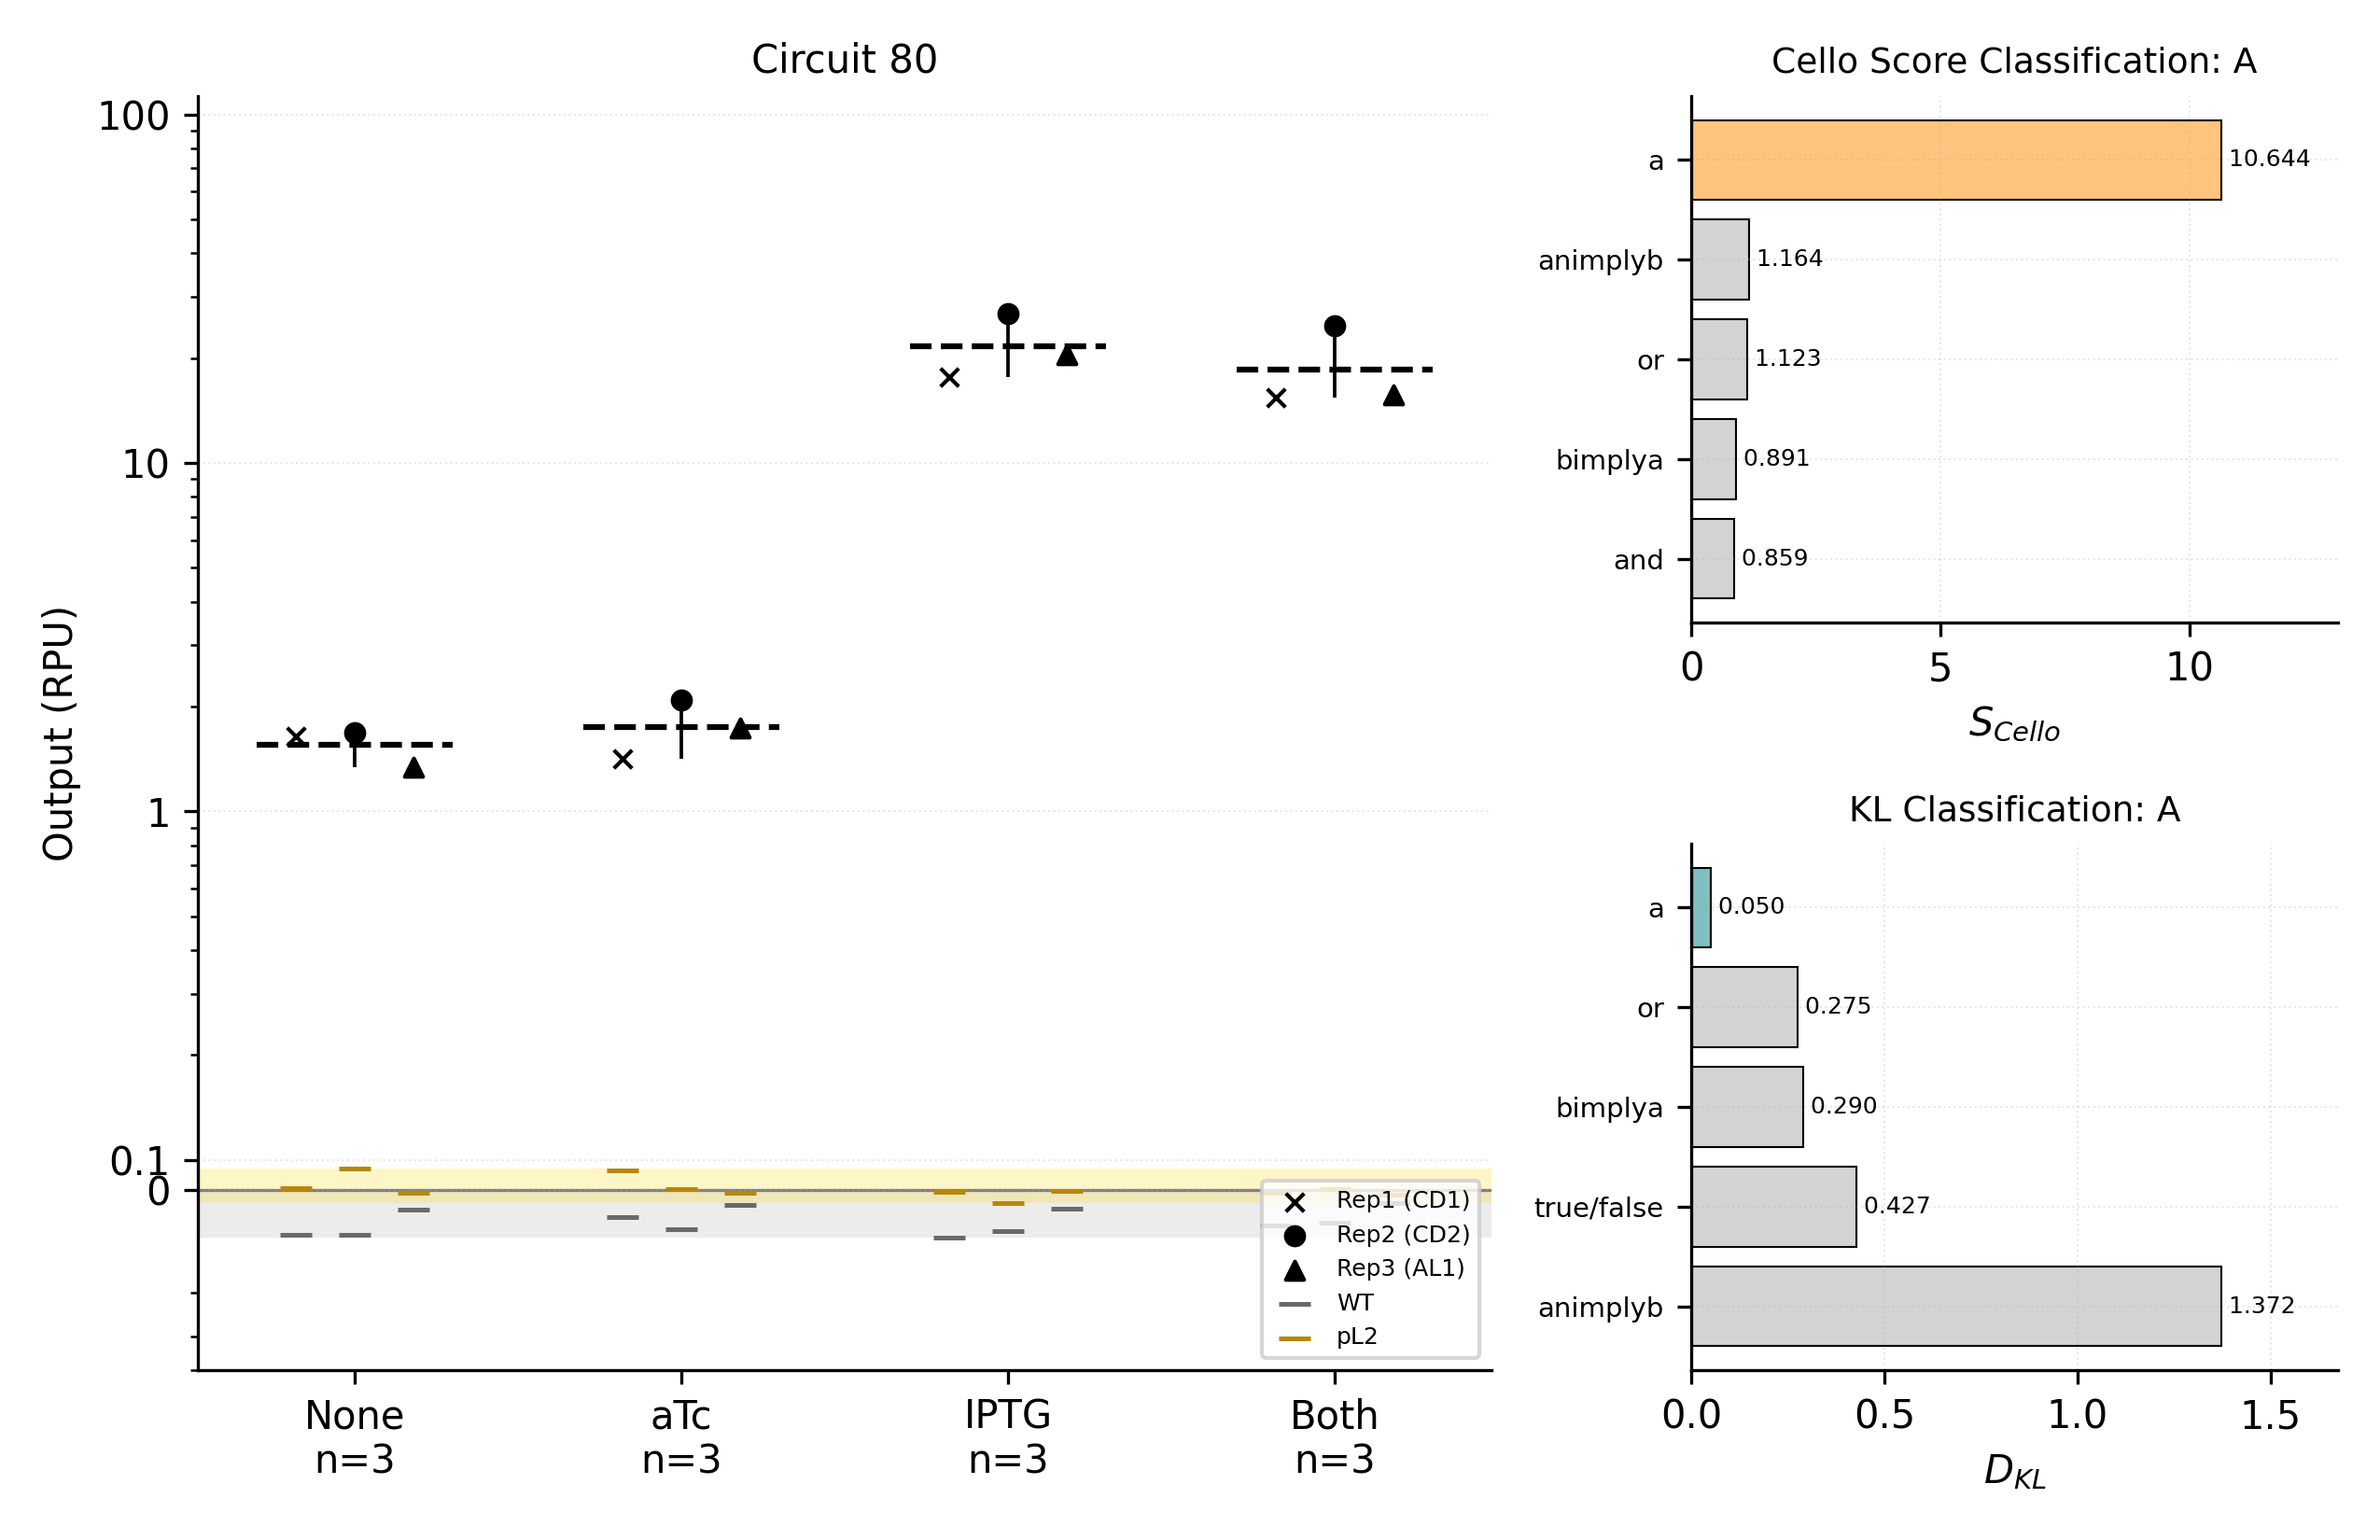 Circuit 80
Output (RPU)
100
10
1
0.1
0
None
n=3
aTc
n=3
IPTG
n=3
Both
n=3
Rep1 (CD1)
Rep2 (CD2)
Rep3 (AL1)
WT
pL2
Cello Score Classification: A
a
10.644
animplyb
1.164
or
1.123
bimplya
0.891
and
0.859
0
5
10
S_Cello
KL Classification: A
a
0.050
or
0.275
bimplya
0.290
true/false
0.427
animplyb
1.372
0.0
0.5
1.0
1.5
D_KL